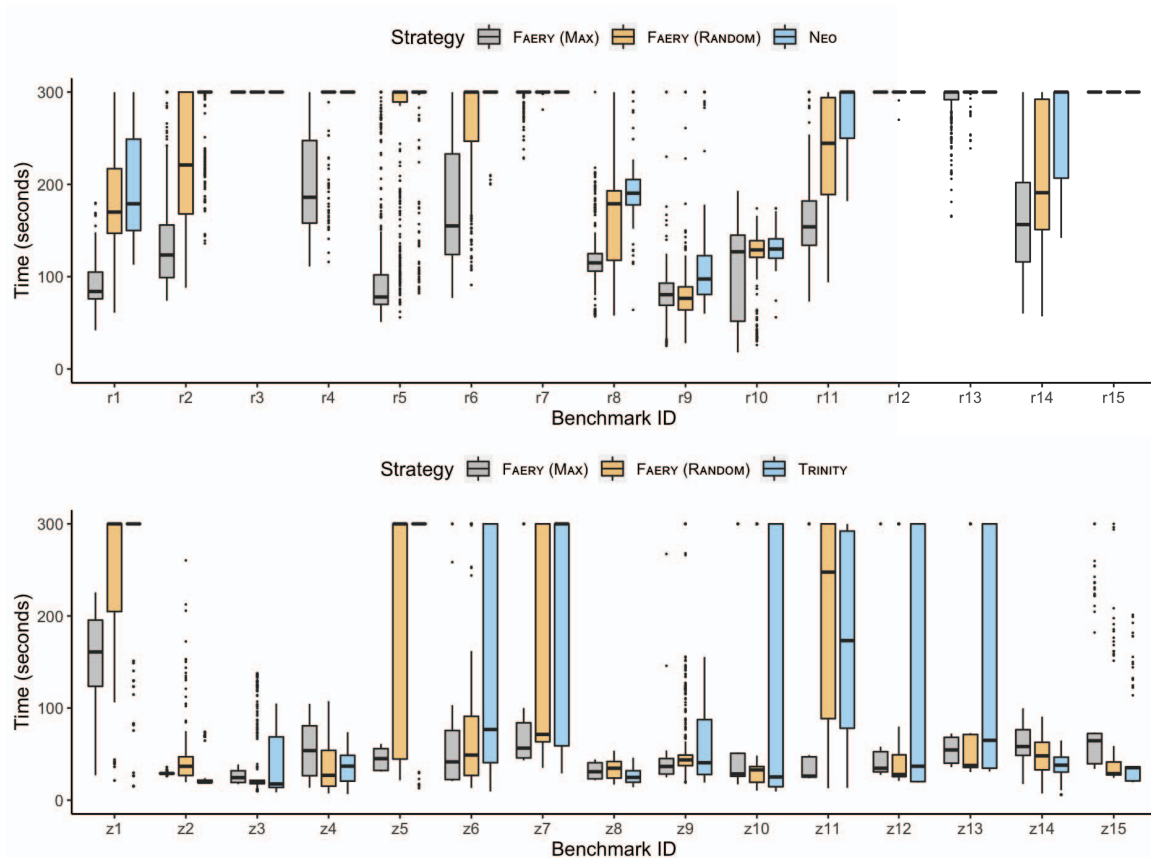 Strategy FAERY (MAX) FAERY (RANDOM) NEO
300
200
100
0
Time (seconds)
r1 r2 r3 r4 r5 r6 r7 r8 r9 r10 r11 r12 r13 r14 r15
Benchmark ID
Strategy FAERY (MAX) FAERY (RANDOM) TRINITY
300
200
100
0
Time (seconds)
z1 z2 z3 z4 z5 z6 z7 z8 z9 z10 z11 z12 z13 z14 z15
Benchmark ID